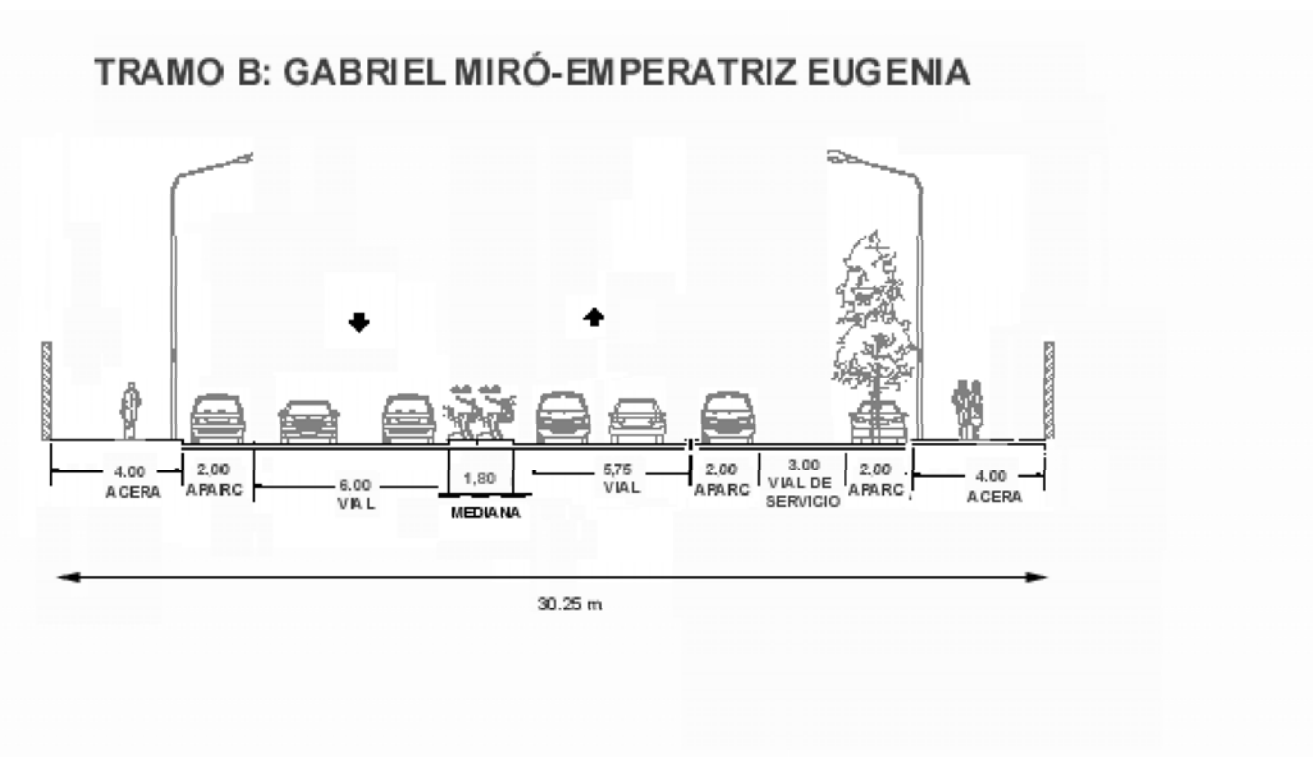 TRAMO B: GABRIEL MIRÓ-EMPERATRIZ EUGENIA
4.00
ACERA
2.00
APARC
6.00
VIAL
1,80
MEDIANA
5,75
VIAL
2.00
APARC
3.00
VIAL DE
SERVICIO
2.00
APARC.
4.00
ACERA
30.25 m